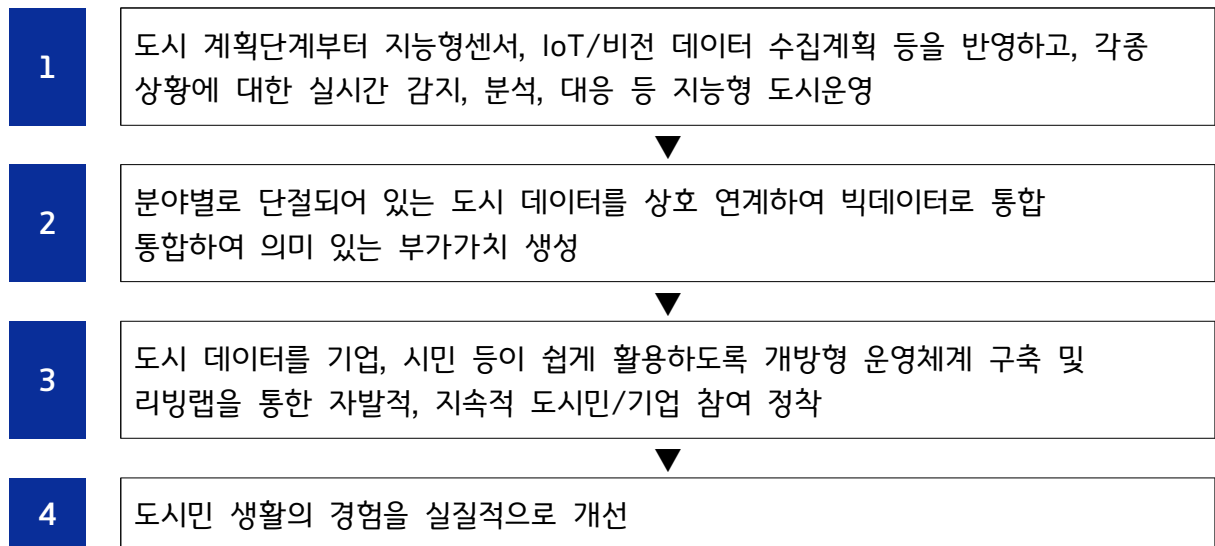 1
도시 계획단계부터 지능형센서, IoT/비전 데이터 수집계획 등을 반영하고, 각종
상황에 대한 실시간 감지, 분석, 대응 등 지능형 도시운영
▼
2
분야별로 단절되어 있는 도시 데이터를 상호 연계하여 빅데이터로 통합
통합하여 의미 있는 부가가치 생성
▼
3
도시 데이터를 기업, 시민 등이 쉽게 활용하도록 개방형 운영체계 구축 및
리빙랩을 통한 자발적, 지속적 도시민/기업 참여 정착
▼
4
도시민 생활의 경험을 실질적으로 개선